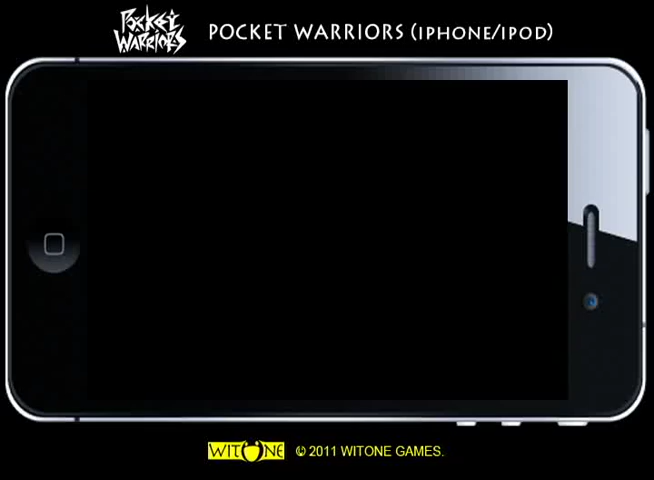 Pocket
Warriors
POCKET WARRIORS (IPHONE/IPOD)
WITONE © 2011 WITONE GAMES.